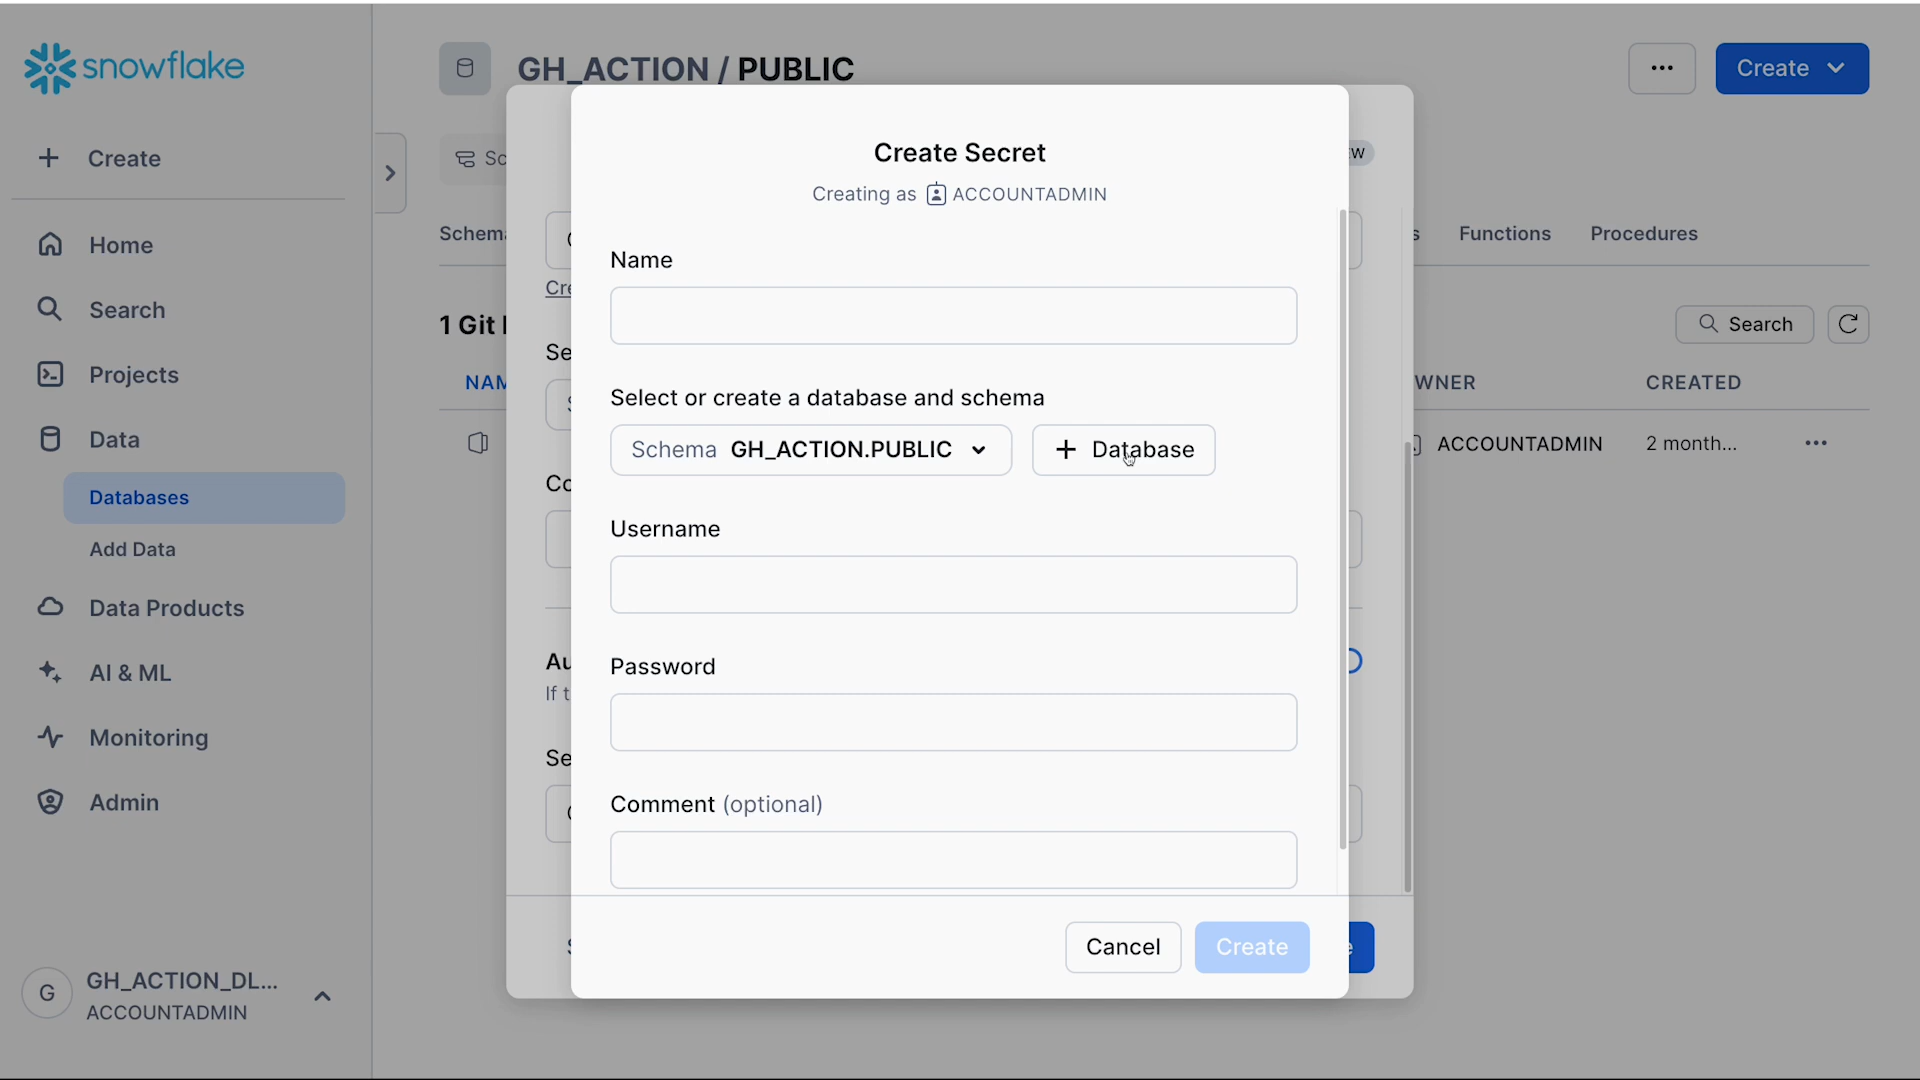 snowflake
Create
Home
Search
Projects
Data
Databases
Add Data
Data Products
AI & ML
Monitoring
Admin
G
GH_ACTION_DL...
ACCOUNTADMIN
GH_ACTION / PUBLIC
...
Create
Functions
Procedures
1 Git
Search
CREATED
ACCOUNTADMIN
2 month...
...
Create Secret
Creating as ACCOUNTADMIN
Name
Select or create a database and schema
Schema GH_ACTION.PUBLIC
+ Database
Username
Password
Comment (optional)
Cancel
Create